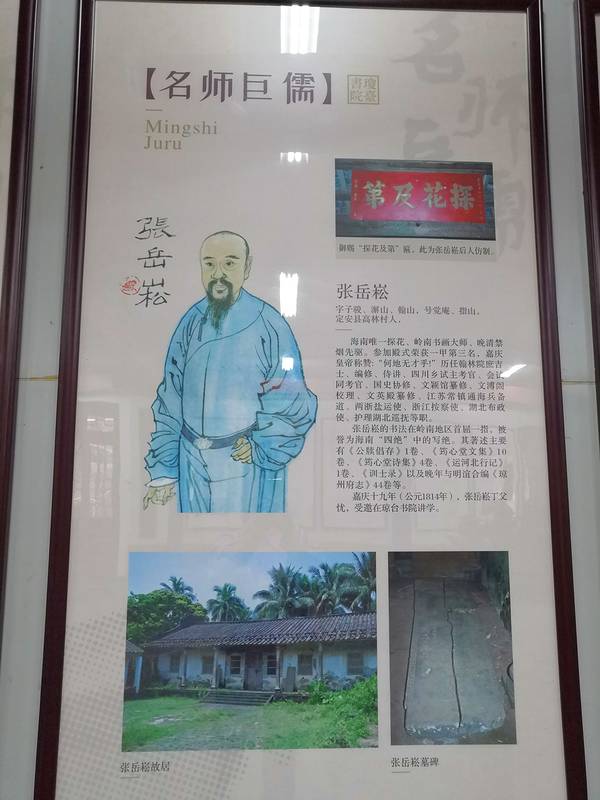 【名师巨儒】
瓊臺
書院
Mingshi
Juru
名师巨儒
探花及第
御赐“探花及第”匾，此为张岳崧后人仿制。
張岳崧
张岳崧
字子骏、澥山、翰山，号觉庵、指山，
定安县高林村人，
海南唯一探花、岭南书画大师、晚清禁
烟先驱。参加殿式荣获一甲第三名，嘉庆
皇帝称赞：“何地无才乎!”历任翰林院庶吉
士、编修、侍讲、四川乡试主考官、会试
同考官、国史协修、文颖馆纂修、文溥阁
校理、文英殿纂修、江苏常镇通海兵备
道、两浙盐运使、浙江按察使、湖北布政
使、护理湖北巡抚等职。
张岳崧的书法在岭南地区首屈一指，被
誉为海南“四绝”中的写绝。其著述主要
有《公牍偶存》1卷、《筠心堂文集》10
卷、《筠心堂诗集》4卷、《运河北行记》
1卷、《训士录》以及晚年与明谊合编《琼
州府志》44卷等。
嘉庆十九年（公元1814年），张岳崧丁父
忧，受邀在琼台书院讲学。
张岳崧故居
张岳崧墓碑